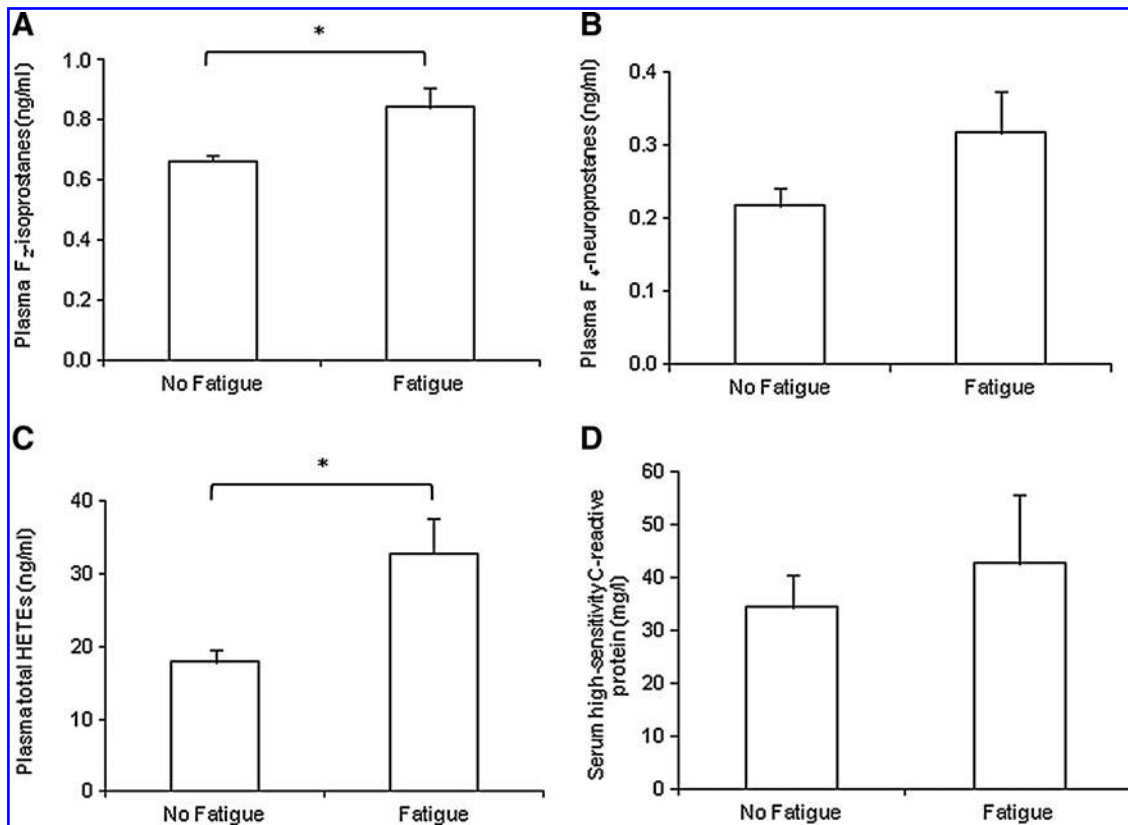 A
*
Plasma F2-isoprostanes(ng/ml)
1.0
0.8
0.6
0.4
0.2
0.0
No Fatigue
Fatigue
B
Plasma F4-neuroprostanes (ng/ml)
0.4
0.3
0.2
0.1
0.0
No Fatigue
Fatigue
C
*
Plasmatotal HETEs (ng/ml)
40
30
20
10
0
No Fatigue
Fatigue
D
Serum high-sensitivity C-reactive
protein (mg/l)
60
50
40
30
20
10
0
No Fatigue
Fatigue